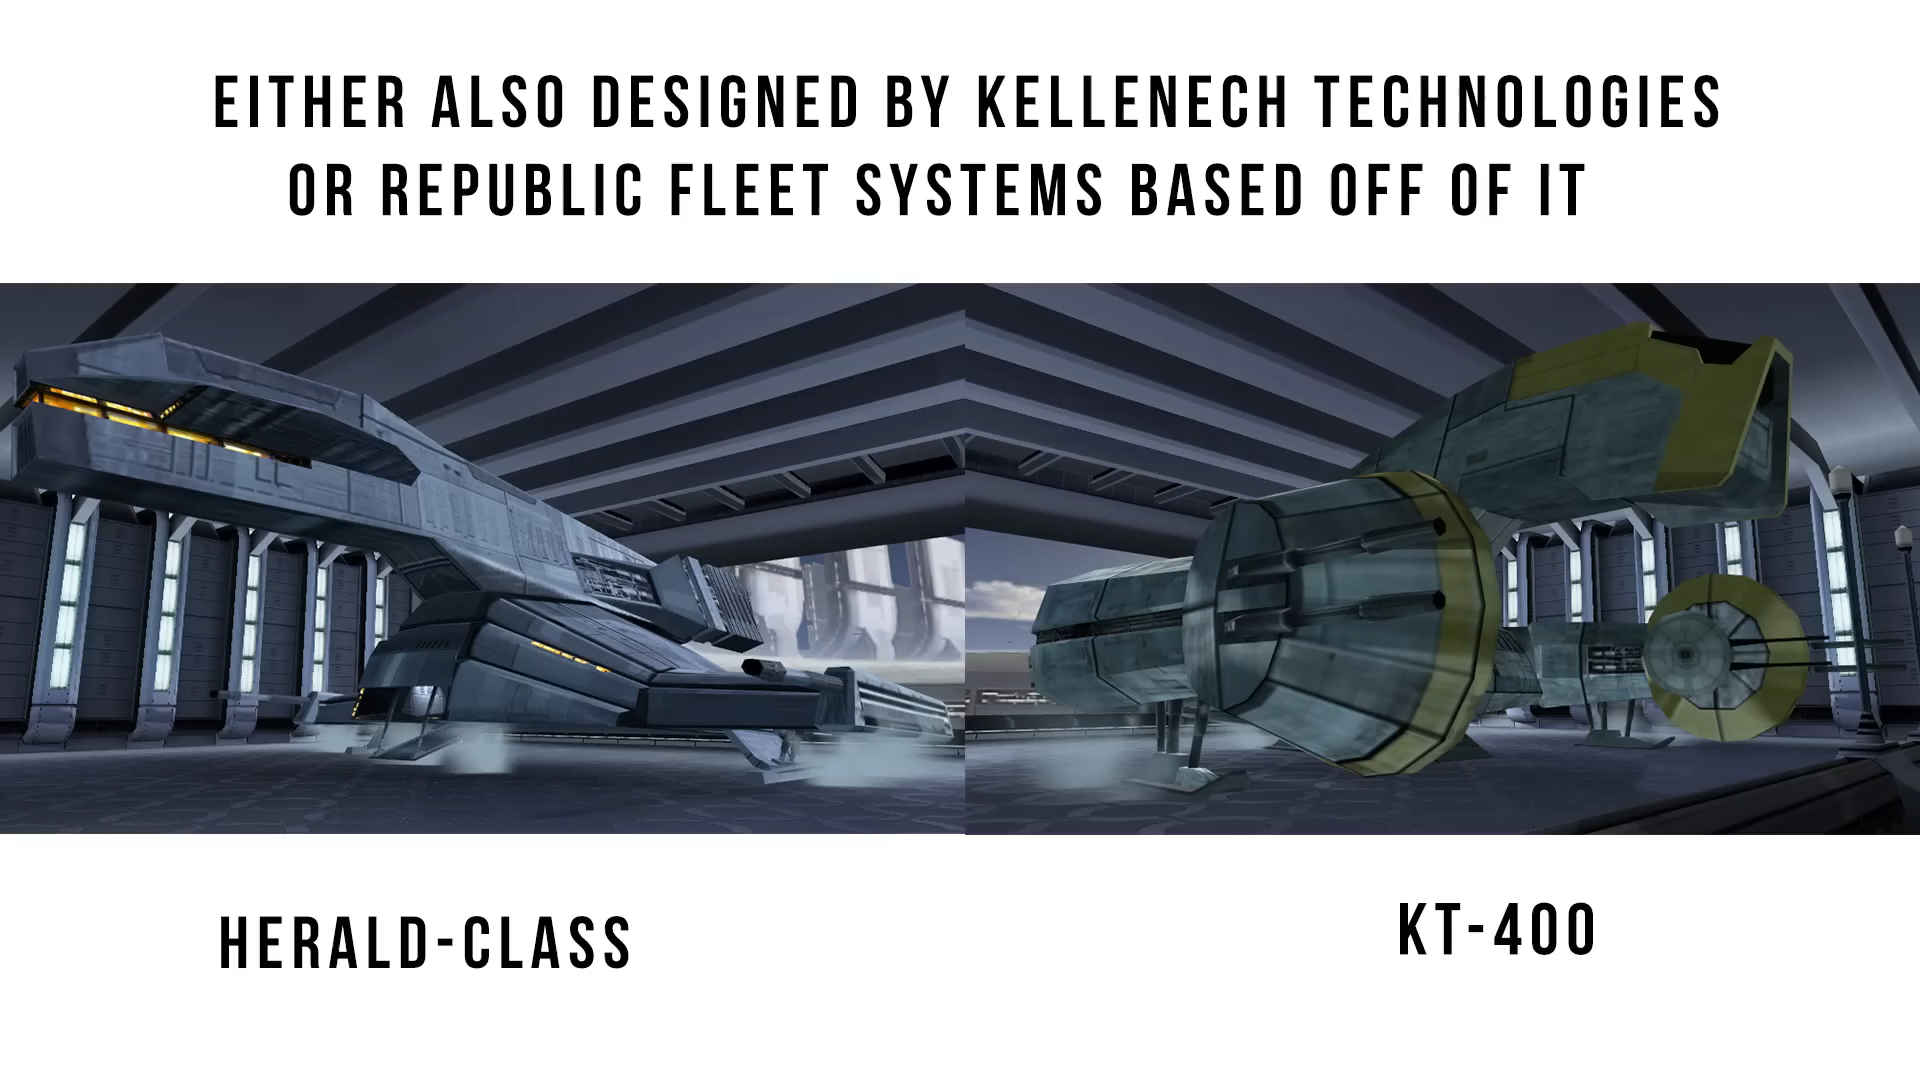 EITHER ALSO DESIGNED BY KELLENECH TECHNOLOGIES
OR REPUBLIC FLEET SYSTEMS BASED OFF OF IT
HERALD-CLASS
KT-400